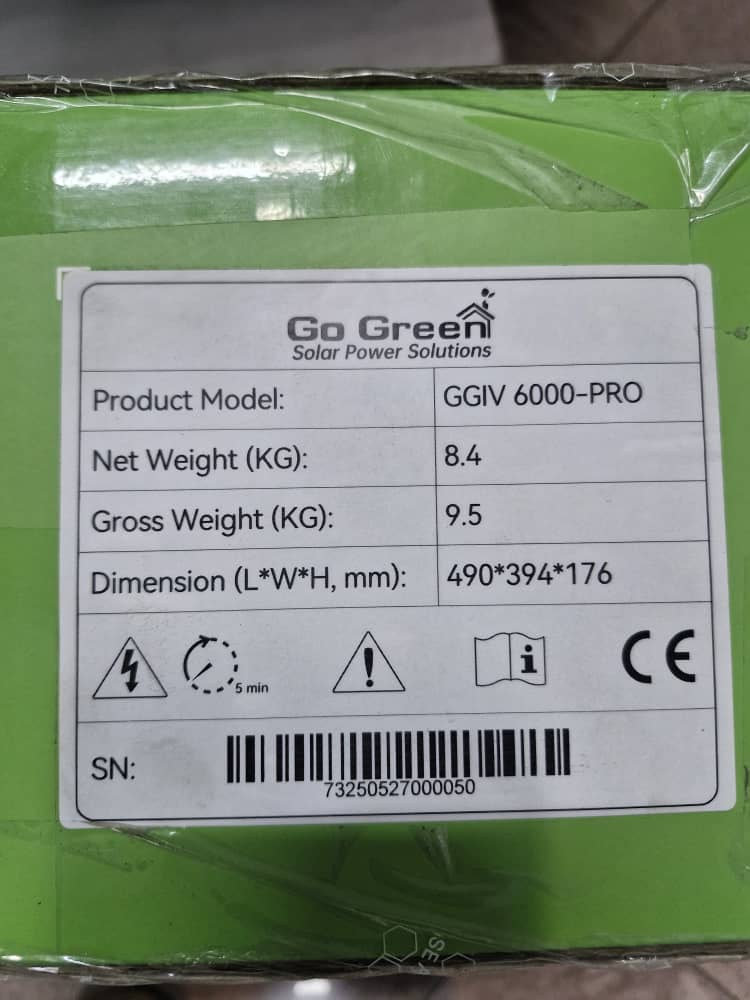 Go Green
Solar Power Solutions
Product Model: GGIV 6000-PRO
Net Weight (KG): 8.4
Gross Weight (KG): 9.5
Dimension (L*W*H, mm): 490*394*176
5 min
CE
SN:
73250527000050